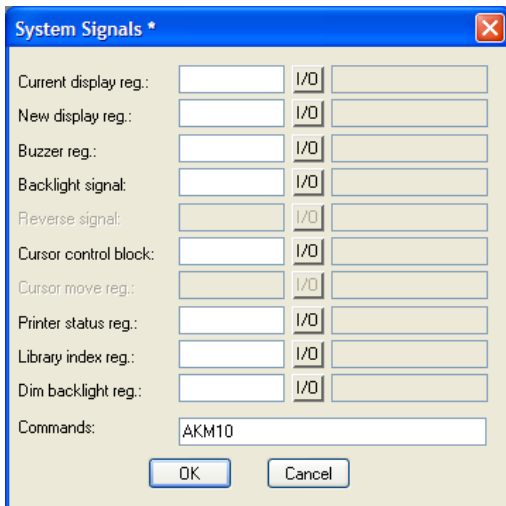 System Signals *
Current display reg.: I/O
New display reg.: I/O
Buzzer reg.: I/O
Backlight signal: I/O
Reverse signal: I/O
Cursor control block: I/O
Cursor move reg.: I/O
Printer status reg.: I/O
Library index reg.: I/O
Dim backlight reg.: I/O
Commands: AKM10
OK Cancel